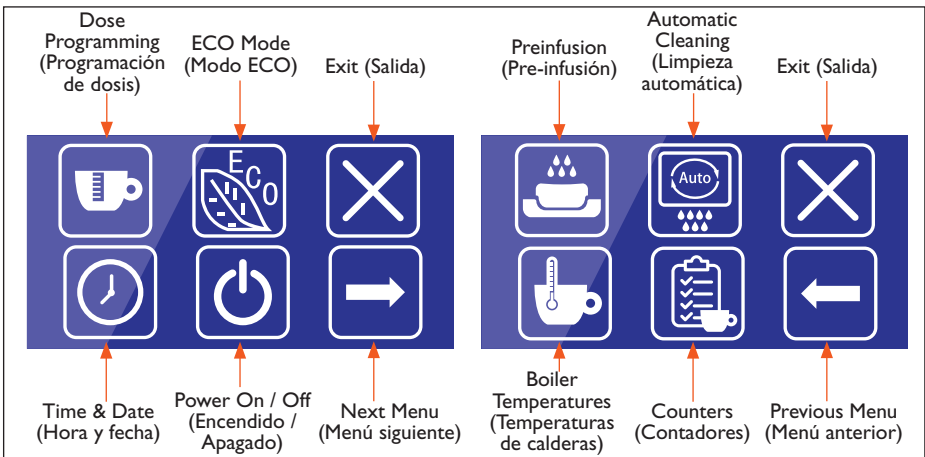 Dose
Programming
(Programación
de dosis)
ECO Mode
(Modo ECO)
Exit (Salida)
Preinfusion
(Pre-infusión)
Automatic
Cleaning
(Limpieza
automática)
Exit (Salida)
ECO
Auto
Time & Date
(Hora y fecha)
Power On / Off
(Encendido /
Apagado)
Next Menu
(Menú siguiente)
Boiler
Temperatures
(Temperaturas
de calderas)
Counters
(Contadores)
Previous Menu
(Menú anterior)